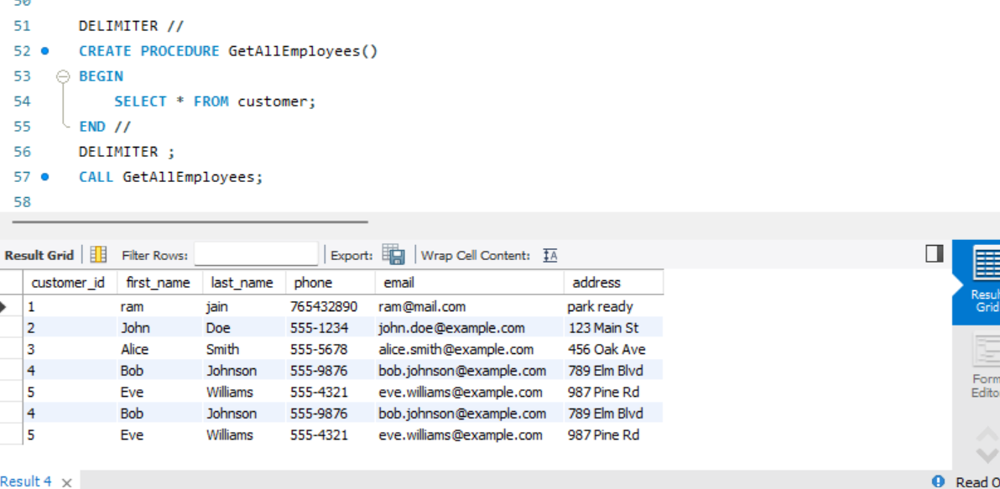 50
51 DELIMITER //
52 CREATE PROCEDURE GetAllEmployees()
53 BEGIN
54 SELECT * FROM customer;
55 END //
56 DELIMITER ;
57 CALL GetAllEmployees;
58
Result Grid Filter Rows: Export: Wrap Cell Content: IA
customer_id first_name last_name phone email address
1 ram jain 765432890 ram@mail.com park ready
2 John Doe 555-1234 john.doe@example.com 123 Main St
3 Alice Smith 555-5678 alice.smith@example.com 456 Oak Ave
4 Bob Johnson 555-9876 bob.johnson@example.com 789 Elm Blvd
5 Eve Williams 555-4321 eve.williams@example.com 987 Pine Rd
4 Bob Johnson 555-9876 bob.johnson@example.com 789 Elm Blvd
5 Eve Williams 555-4321 eve.williams@example.com 987 Pine Rd
Result
Grid
Form
Edito
Result 4 Read O